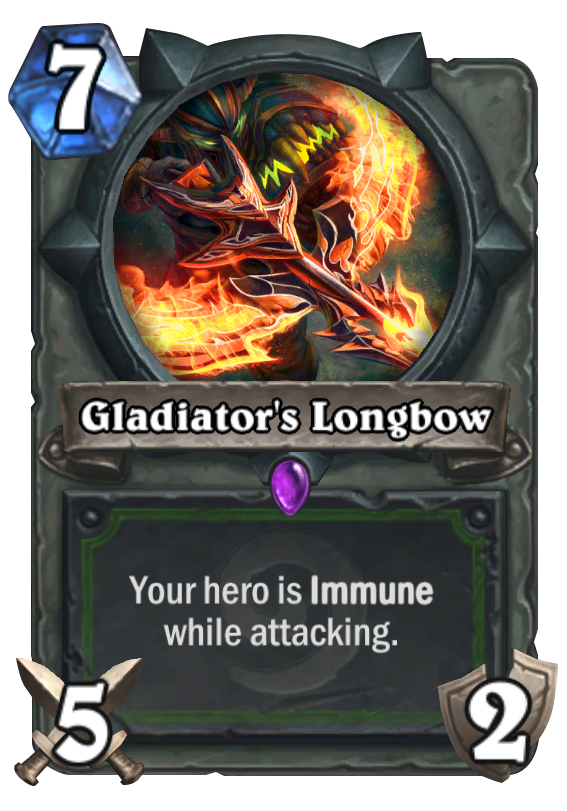 7
Gladiator's Longbow
Your hero is Immune
while attacking.
5
2